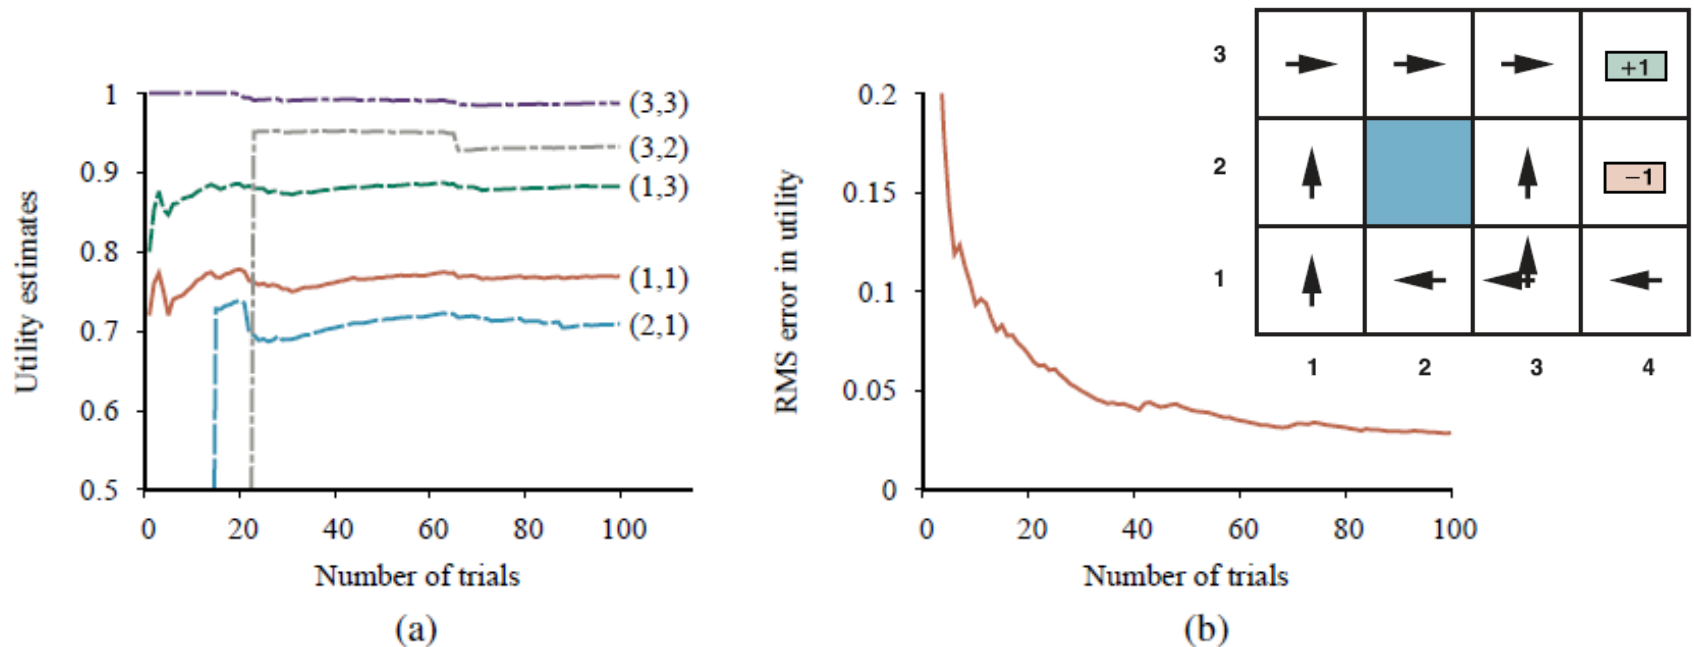 1
0.9
0.8
0.7
0.6
0.5
Utility estimates
(3,3)
(3,2)
(1,3)
(1,1)
(2,1)
0 20 40 60 80 100
Number of trials
(a)
0.2
0.15
0.1
0.05
0
RMS error in utility
0 20 40 60 80 100
Number of trials
(b)
3 +1
2 −1
1
1 2 3 4